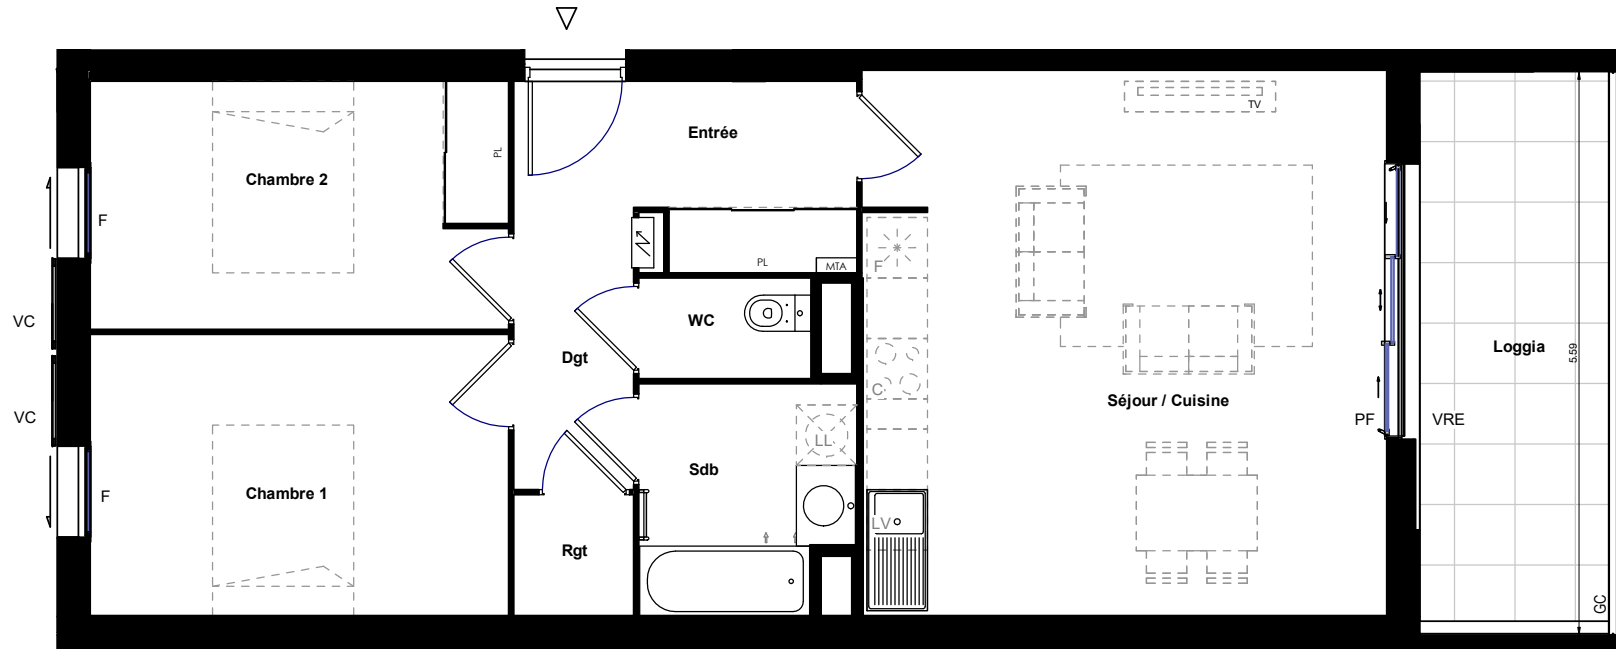 TV
Entrée
PL
Chambre 2
F
PL
MTA
F
VC
WC
Loggia
5.59
Dgt
C
Séjour / Cuisine
VC
PF
VRE
LL
Sdb
Chambre 1
F
LV
Rgt
GC